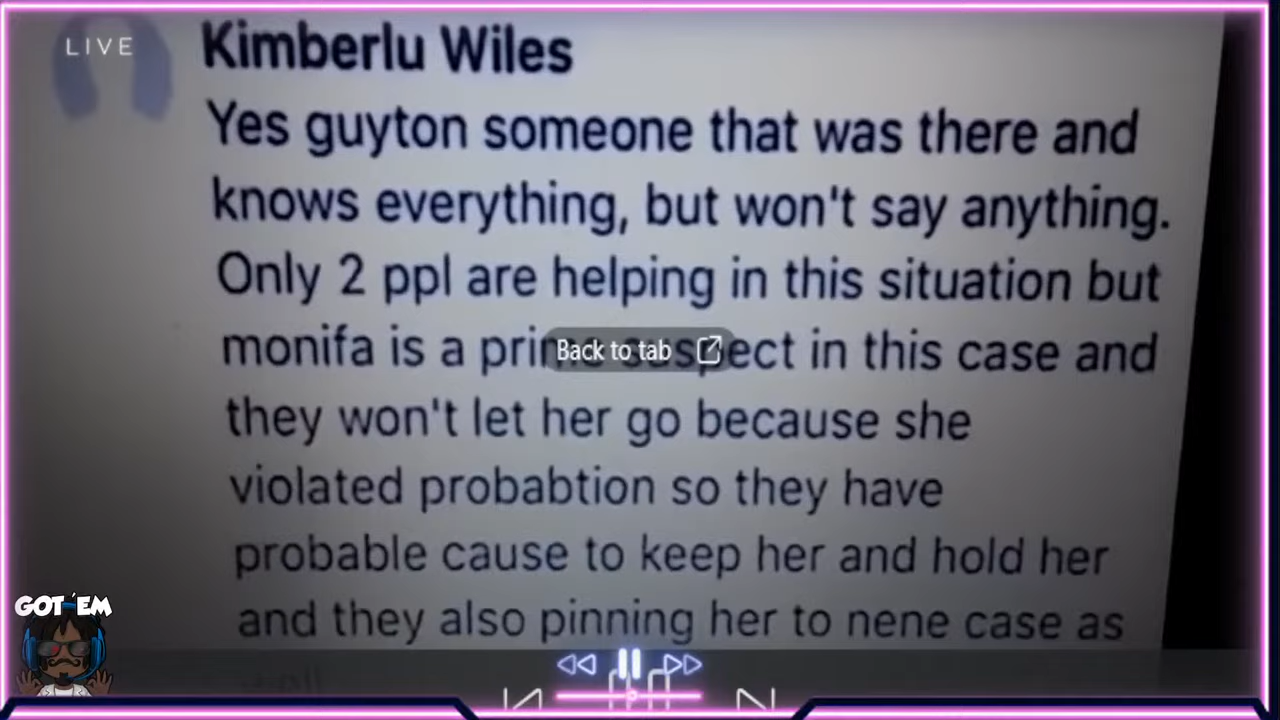 LIVE
Kimberlu Wiles
Yes guyton someone that was there and
knows everything, but won't say anything.
Only 2 ppl are helping in this situation but
monifa is a prime suspect in this case and
Back to tab
they won't let her go because she
violated probabtion so they have
probable cause to keep her and hold her
and they also pinning her to nene case as
GOT 'EM